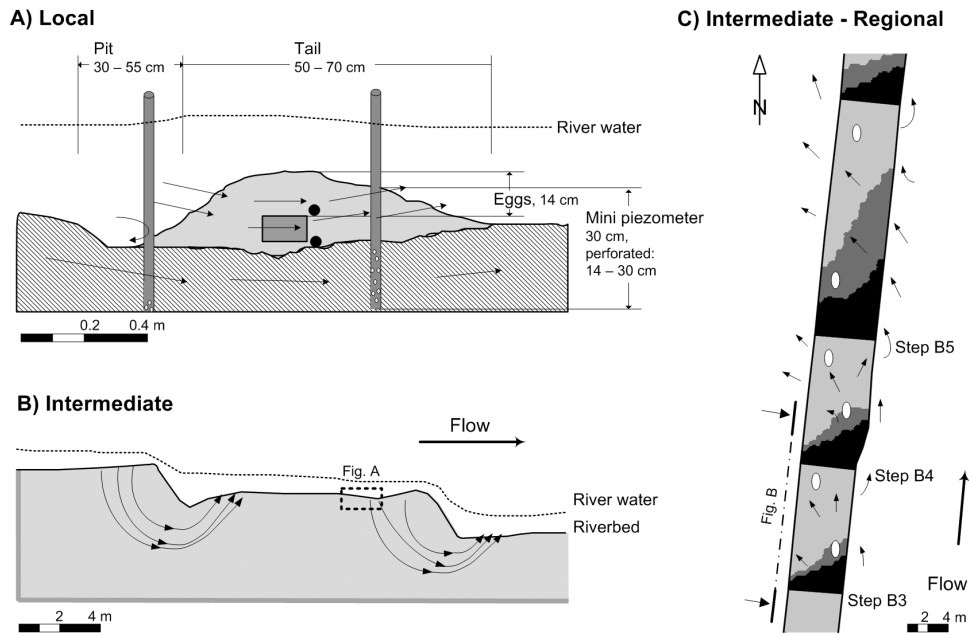 A) Local
Pit
30 – 55 cm
Tail
50 – 70 cm
River water
Eggs, 14 cm
Mini piezometer
30 cm,
perforated:
14 – 30 cm
0.2 0.4 m
B) Intermediate
Flow
Fig. A
River water
Riverbed
2 4 m
C) Intermediate - Regional
N
Step B5
Step B4
Fig. B
Step B3
Flow
2 4 m